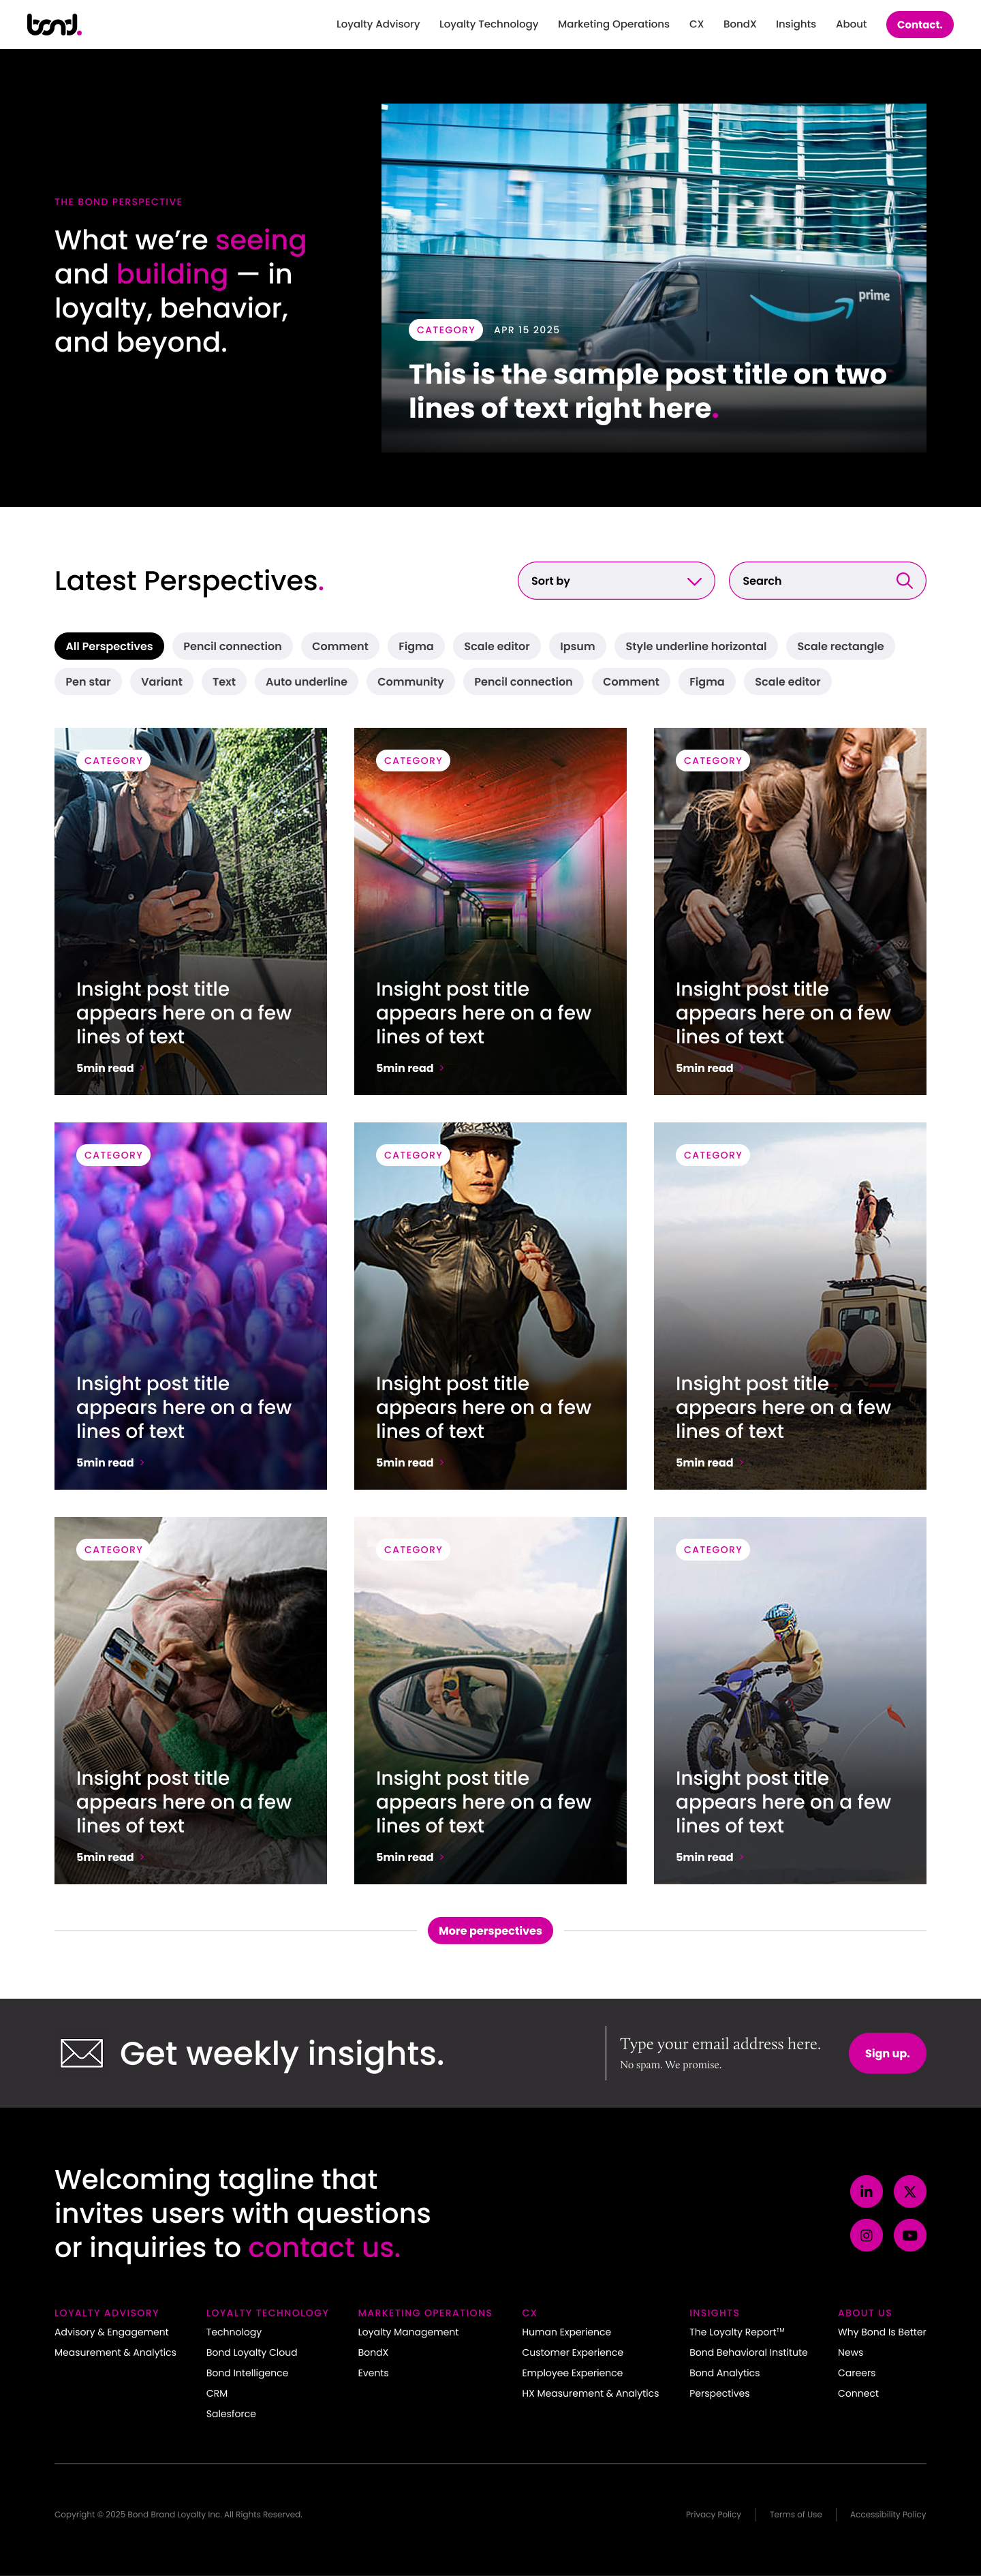 bond.
Loyalty Advisory Loyalty Technology Marketing Operations CX BondX Insights About Contact.
THE BOND PERSPECTIVE
What we’re seeing
and building — in
loyalty, behavior,
and beyond.
prime
CATEGORY APR 15 2025
This is the sample post title on two
lines of text right here.
Latest Perspectives.
Sort by
Search
All Perspectives Pencil connection Comment Figma Scale editor Ipsum Style underline horizontal Scale rectangle
Pen star Variant Text Auto underline Community Pencil connection Comment Figma Scale editor
CATEGORY
Insight post title
appears here on a few
lines of text
5min read
CATEGORY
Insight post title
appears here on a few
lines of text
5min read
CATEGORY
Insight post title
appears here on a few
lines of text
5min read
CATEGORY
Insight post title
appears here on a few
lines of text
5min read
CATEGORY
Insight post title
appears here on a few
lines of text
5min read
CATEGORY
Insight post title
appears here on a few
lines of text
5min read
CATEGORY
Insight post title
appears here on a few
lines of text
5min read
CATEGORY
Insight post title
appears here on a few
lines of text
5min read
CATEGORY
Insight post title
appears here on a few
lines of text
5min read
More perspectives
Get weekly insights.
Type your email address here.
No spam. We promise.
Sign up.
Welcoming tagline that
invites users with questions
or inquiries to contact us.
in X
LOYALTY ADVISORY
Advisory & Engagement
Measurement & Analytics
LOYALTY TECHNOLOGY
Technology
Bond Loyalty Cloud
Bond Intelligence
CRM
Salesforce
MARKETING OPERATIONS
Loyalty Management
BondX
Events
CX
Human Experience
Customer Experience
Employee Experience
HX Measurement & Analytics
INSIGHTS
The Loyalty Report™
Bond Behavioral Institute
Bond Analytics
Perspectives
ABOUT US
Why Bond Is Better
News
Careers
Connect
Copyright © 2025 Bond Brand Loyalty Inc. All Rights Reserved.
Privacy Policy Terms of Use Accessibility Policy